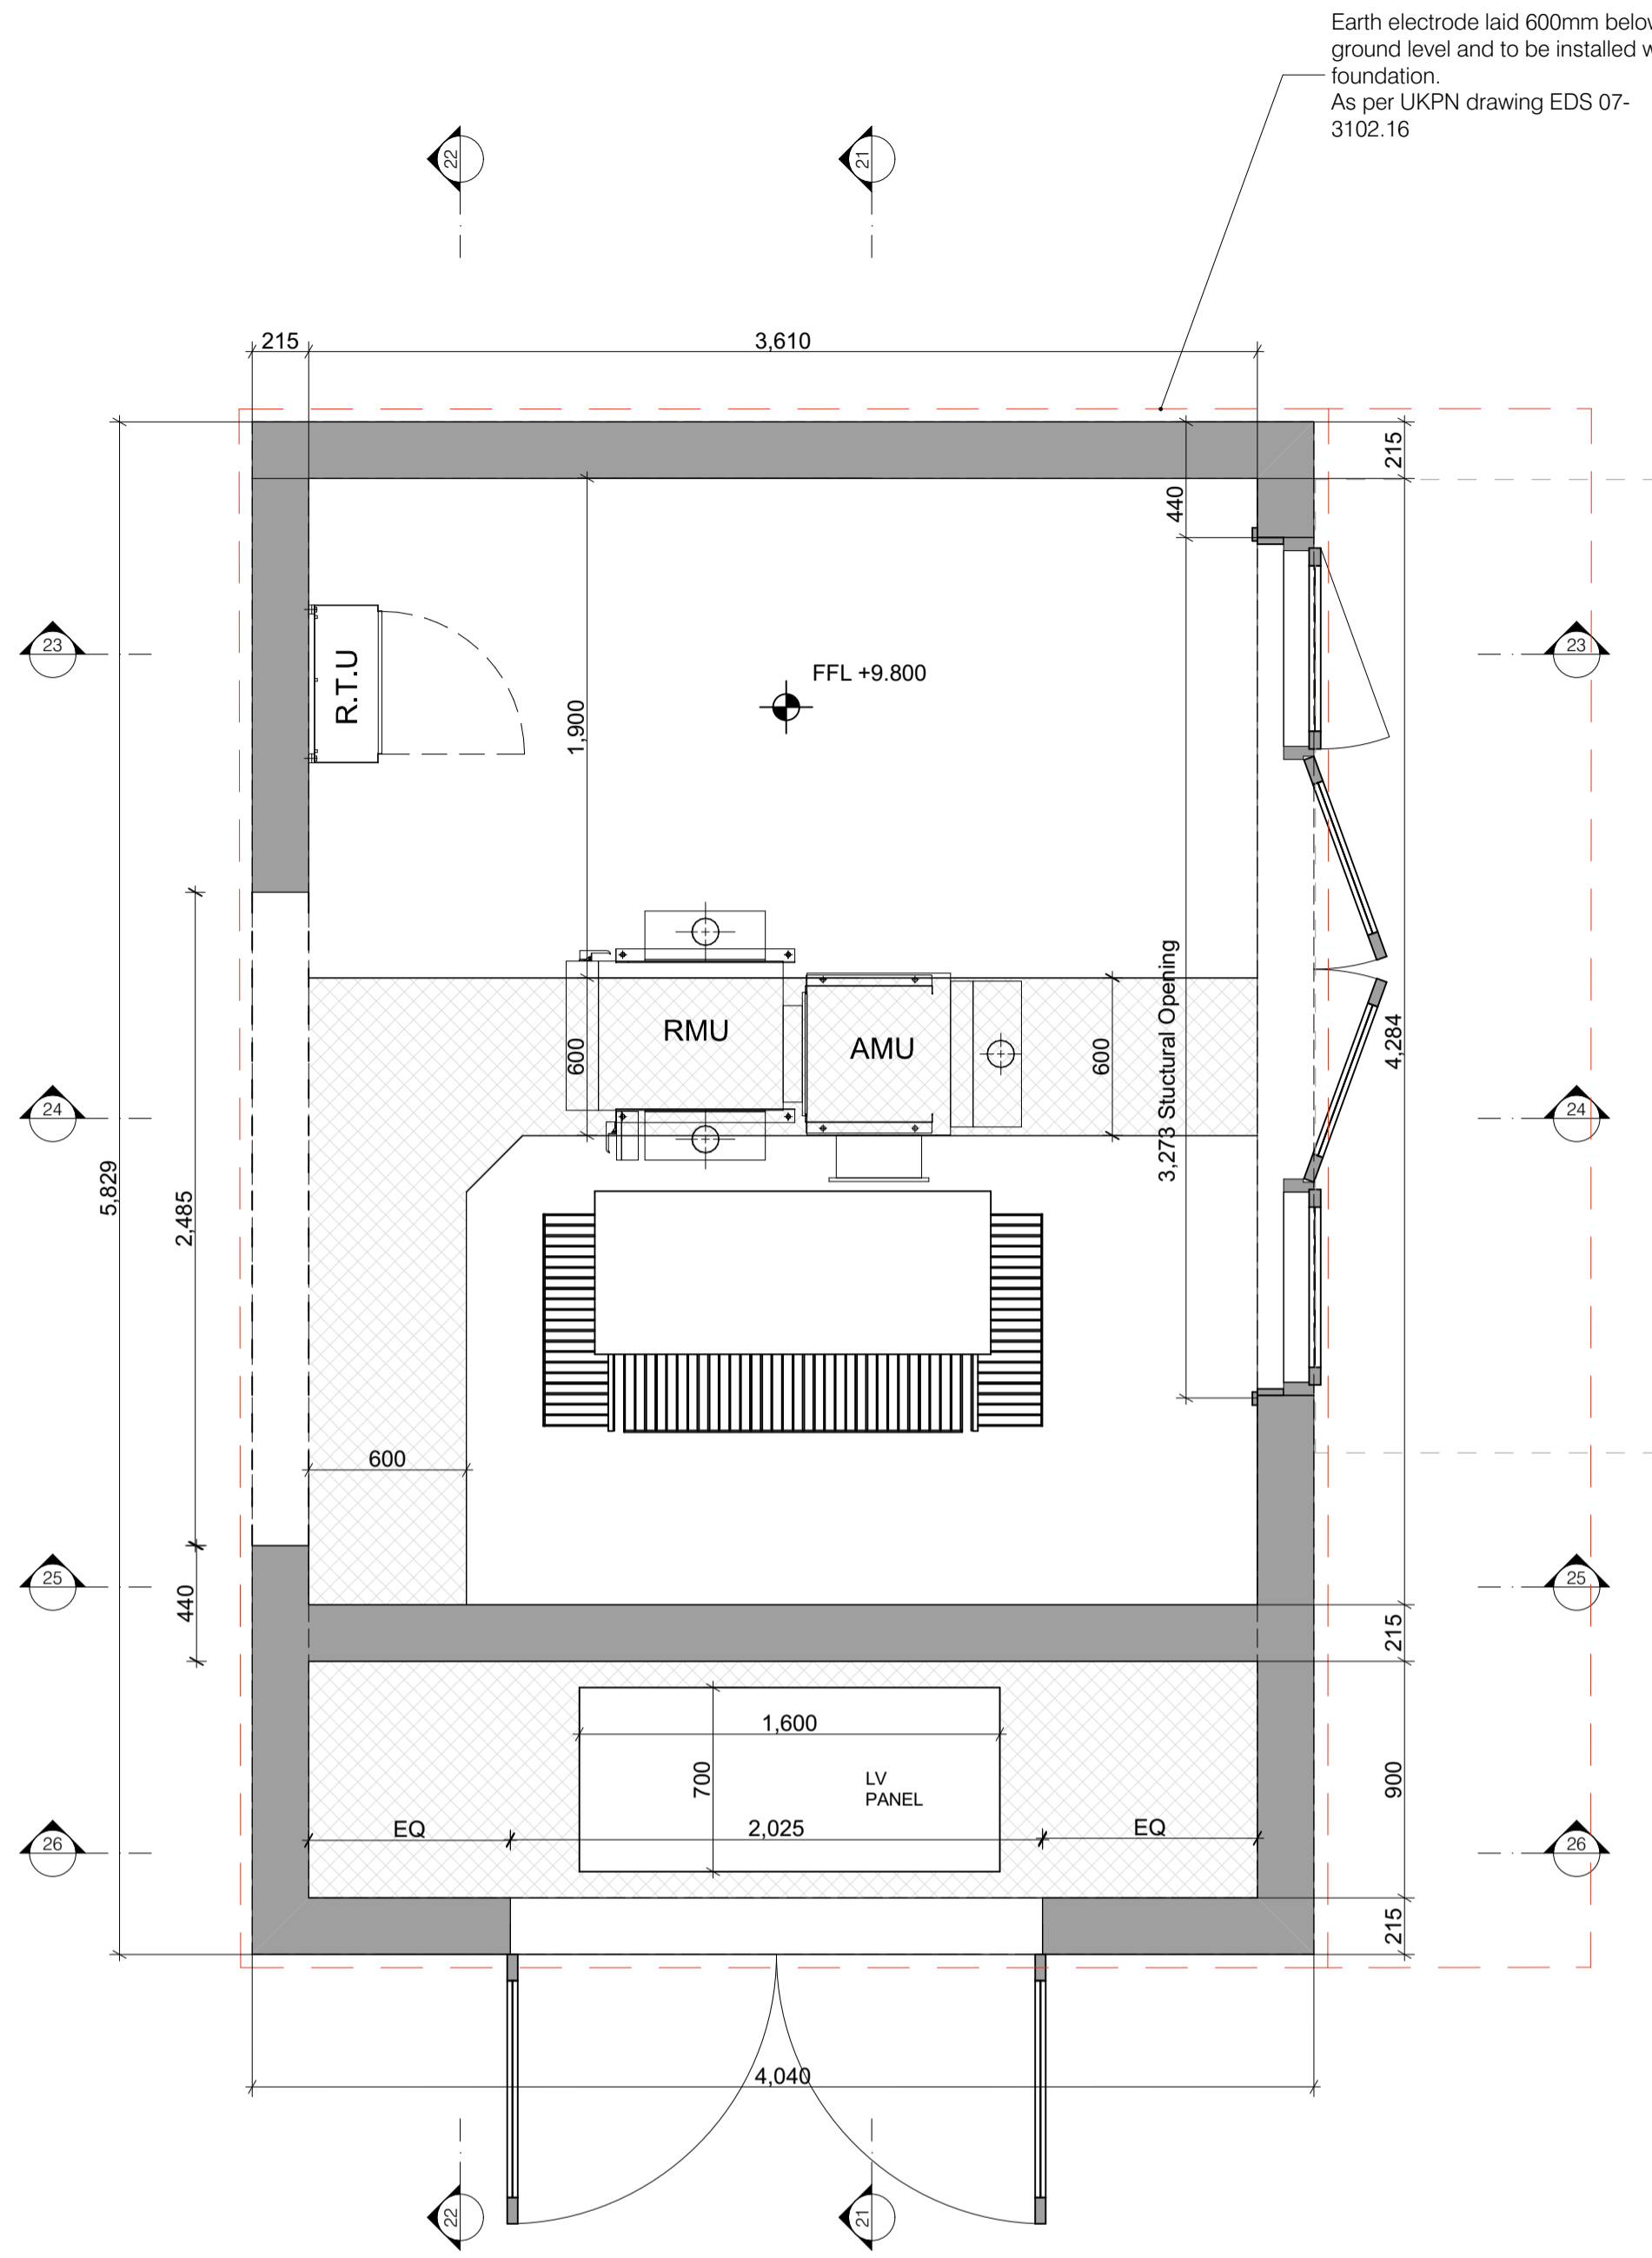 Earth electrode laid 600mm below
ground level and to be installed
foundation.
As per UKPN drawing EDS 07-
3102.16
22
21
215
3,610
215
440
23
R.T.U
FFL +9.800
23
1,900
RMU
AMU
600
600
3,273 Stuctural Opening
4,284
24
24
5,829
2,485
600
25
25
440
215
1,600
700
LV
PANEL
900
EQ
2,025
EQ
26
26
215
4,040
22
21